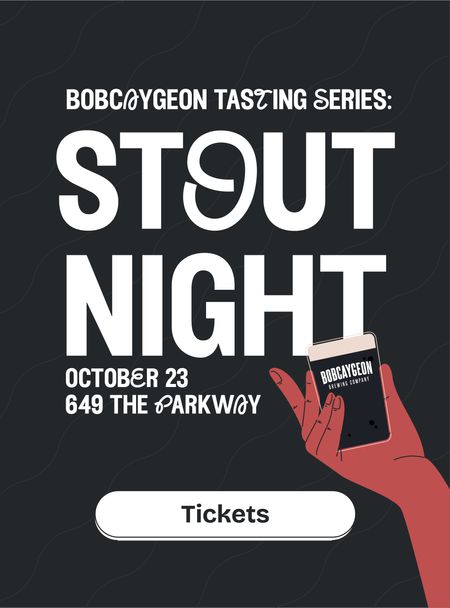 BOBCAYGEON TASTING SERIES:
STOUT
NIGHT
OCTOBER 23
649 THE PARKWAY
BOBCAYGEON
BREWING COMPANY
Tickets